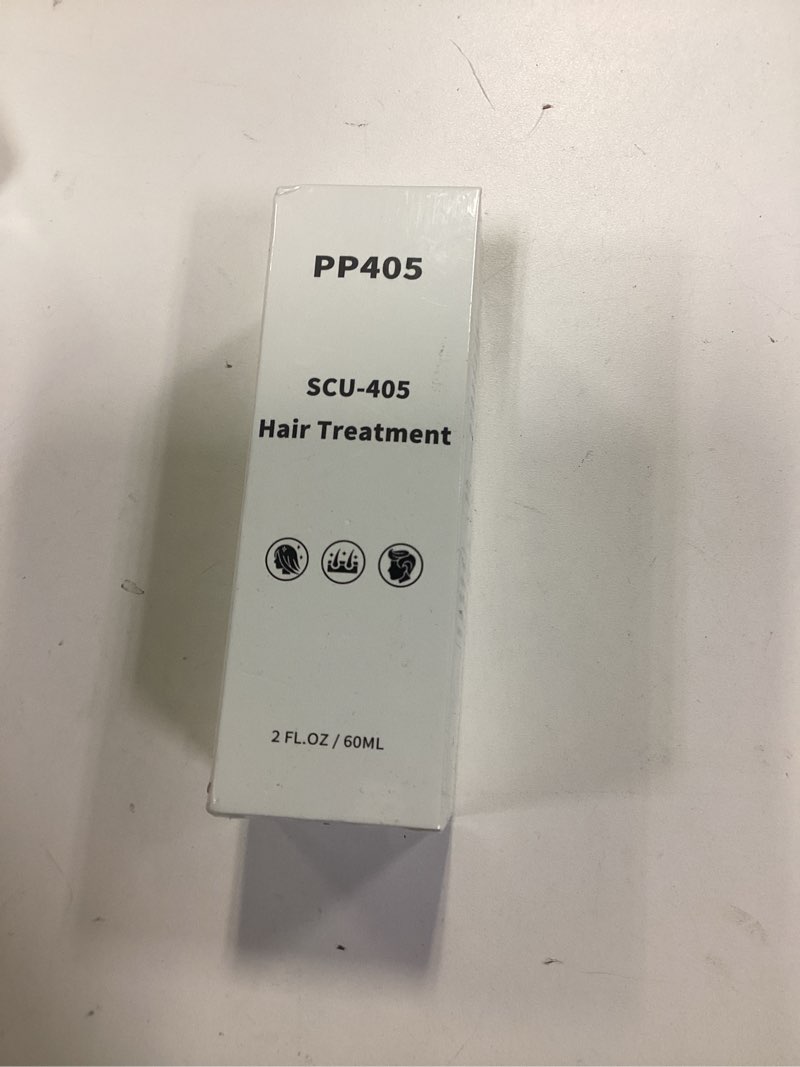 PP405
SCU-405
Hair Treatment
2 FL.OZ / 60ML